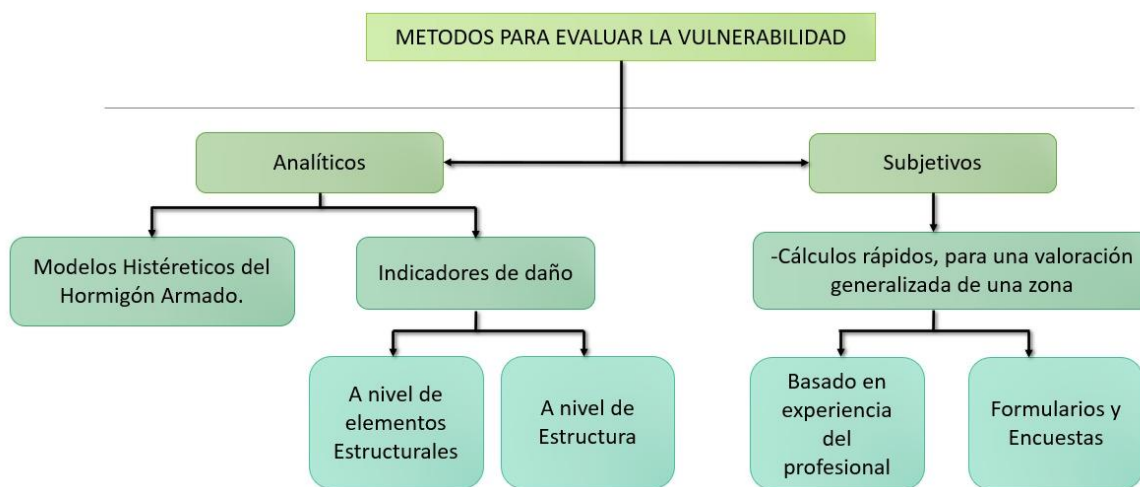 METODOS PARA EVALUAR LA VULNERABILIDAD
Analíticos
Subjetivos
Modelos Histéreticos del
Hormigón Armado.
Indicadores de daño
-Cálculos rápidos, para una valoración
generalizada de una zona
A nivel de
elementos
Estructurales
A nivel de
Estructura
Basado en
experiencia
del
profesional
Formularios y
Encuestas